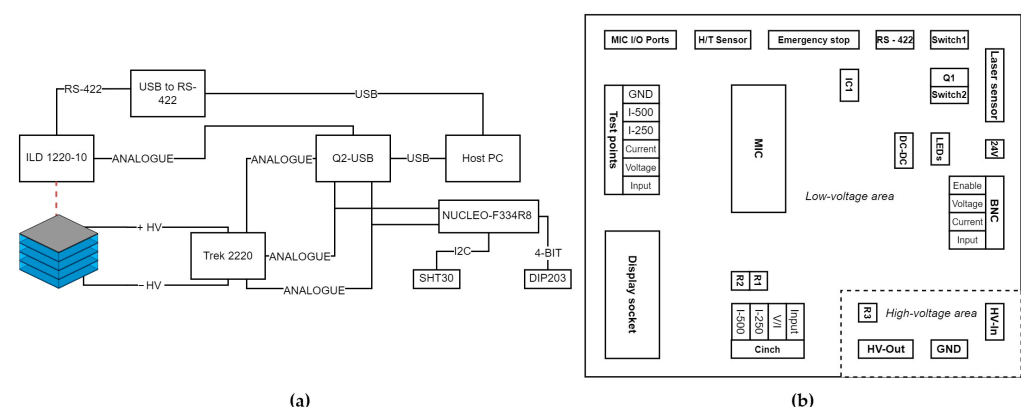 RS-422
USB to RS-
422
USB
ILD 1220-10
ANALOGUE
ANALOGUE
Q2-USB
USB
Host PC
+ HV
– HV
Trek 2220
ANALOGUE
ANALOGUE
NUCLEO-F334R8
I2C
4-BIT
SHT30
DIP203
(a)
MIC I/O Ports
H/T Sensor
Emergency stop
RS - 422
Switch1
Laser sensor
IC1
Q1
Switch2
Test points
GND
I-500
I-250
Current
Voltage
Input
MIC
DC-DC
LEDs
24V
Low-voltage area
Enable
Voltage
Current
Input
BNC
Display socket
R2
R1
I-500
I-250
V/I
Input
Cinch
R3
High-voltage area
HV-In
HV-Out
GND
(b)